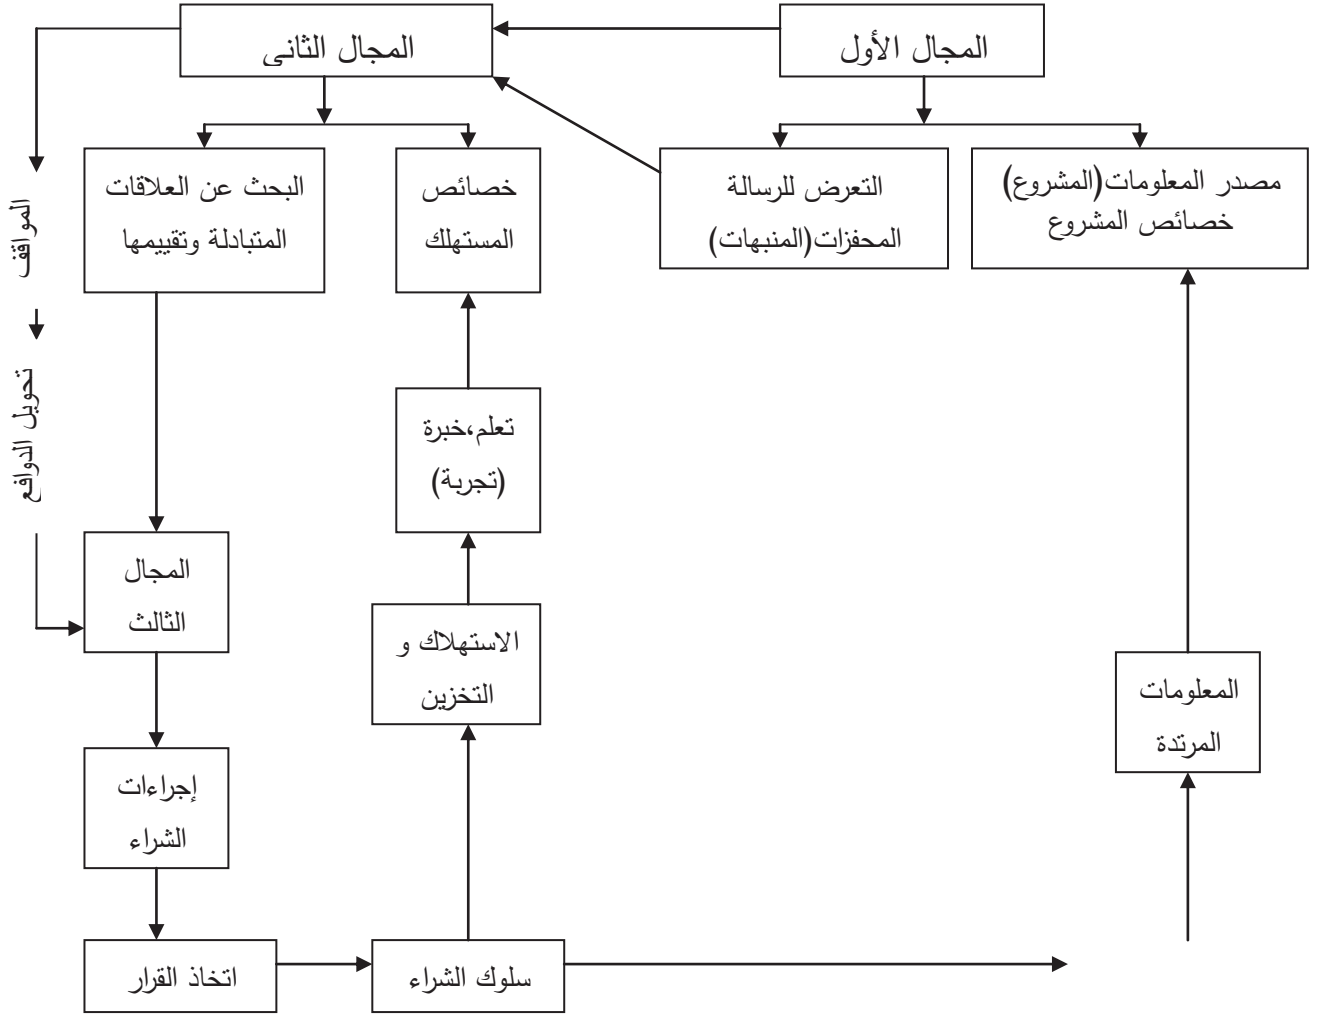 المجال الأول
المجال الثانى
مصدر المعلومات(المشروع)
خصائص المشروع
التعرض للرسالة
المحفزات(المنبهات)
خصائص
المستهلك
البحث عن العلاقات
المتبادلة وتقييمها
المواقف
تحويل الدوافع
تعلم،خبرة
(تجربة)
المجال
الثالث
الاستهلاك و
التخزين
المعلومات
المرتدة
إجراءات
الشراء
سلوك الشراء
اتخاذ القرار